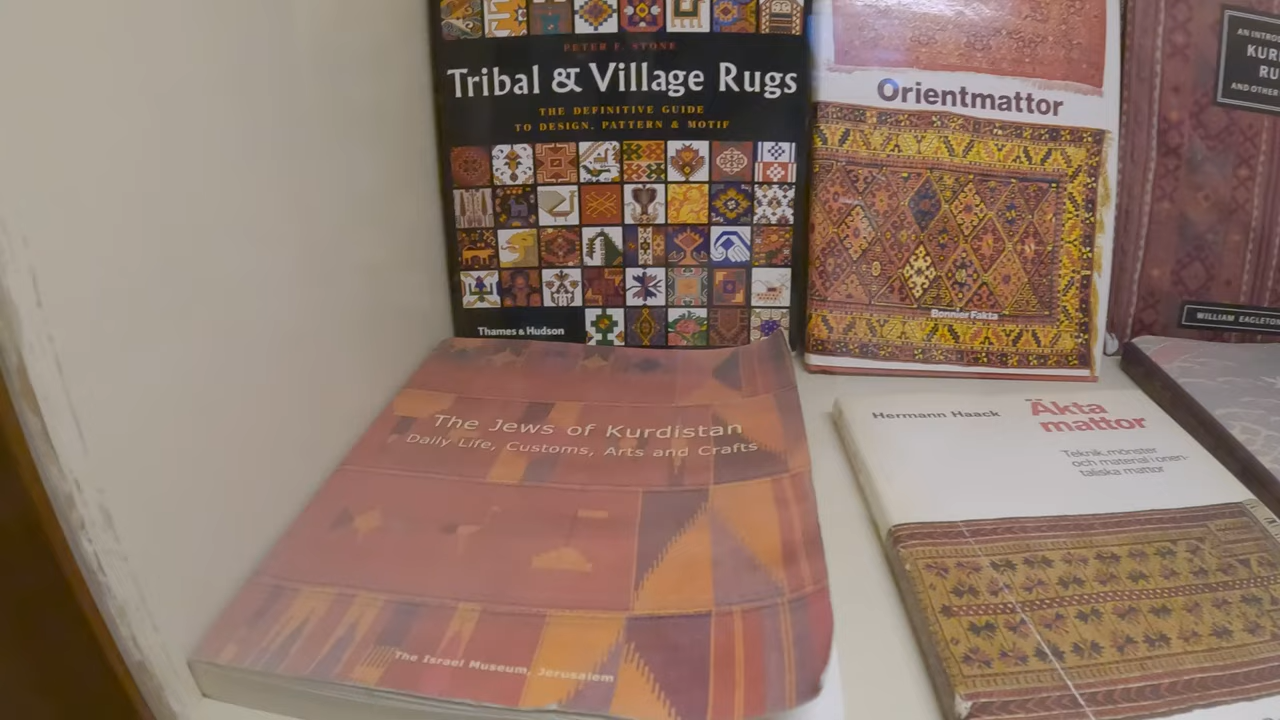 PETER F. STONE
Tribal & Village Rugs
THE DEFINITIVE GUIDE
TO DESIGN, PATTERN & MOTIF
Thames & Hudson
Orientmattor
Bonnier Fakta
AN INTRO
KUR
RU
AND OTHER
WILLIAM EAGLETO
The Jews of Kurdistan
Daily Life, Customs, Arts and Crafts
The Israel Museum, Jerusalem
Hermann Haack
Äkta
mattor
Teknik, mönster
och material i orien-
taliska mattor